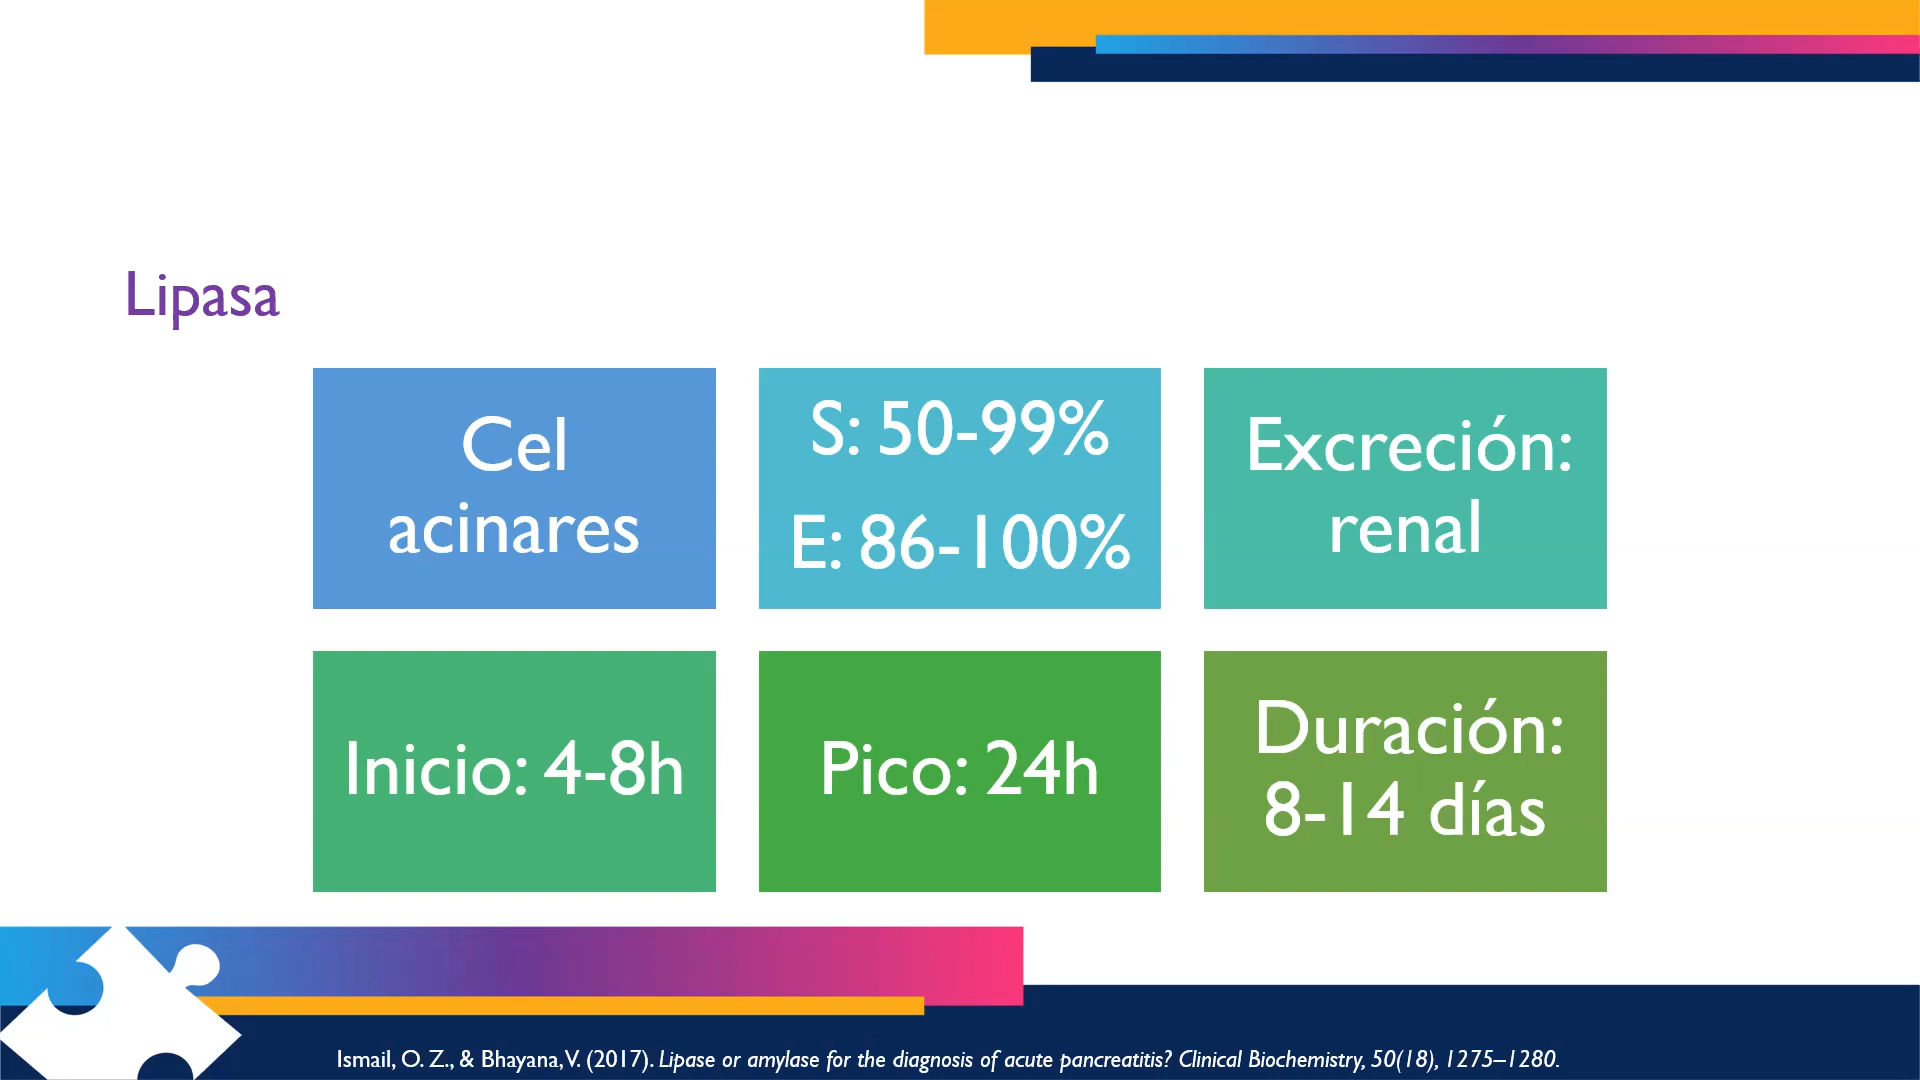 Lipasa
Cel
acinares
S: 50-99%
E: 86-100%
Excreción:
renal
Inicio: 4-8h
Pico: 24h
Duración:
8-14 días
Ismail, O. Z., & Bhayana, V. (2017). Lipase or amylase for the diagnosis of acute pancreatitis? Clinical Biochemistry, 50(18), 1275–1280.